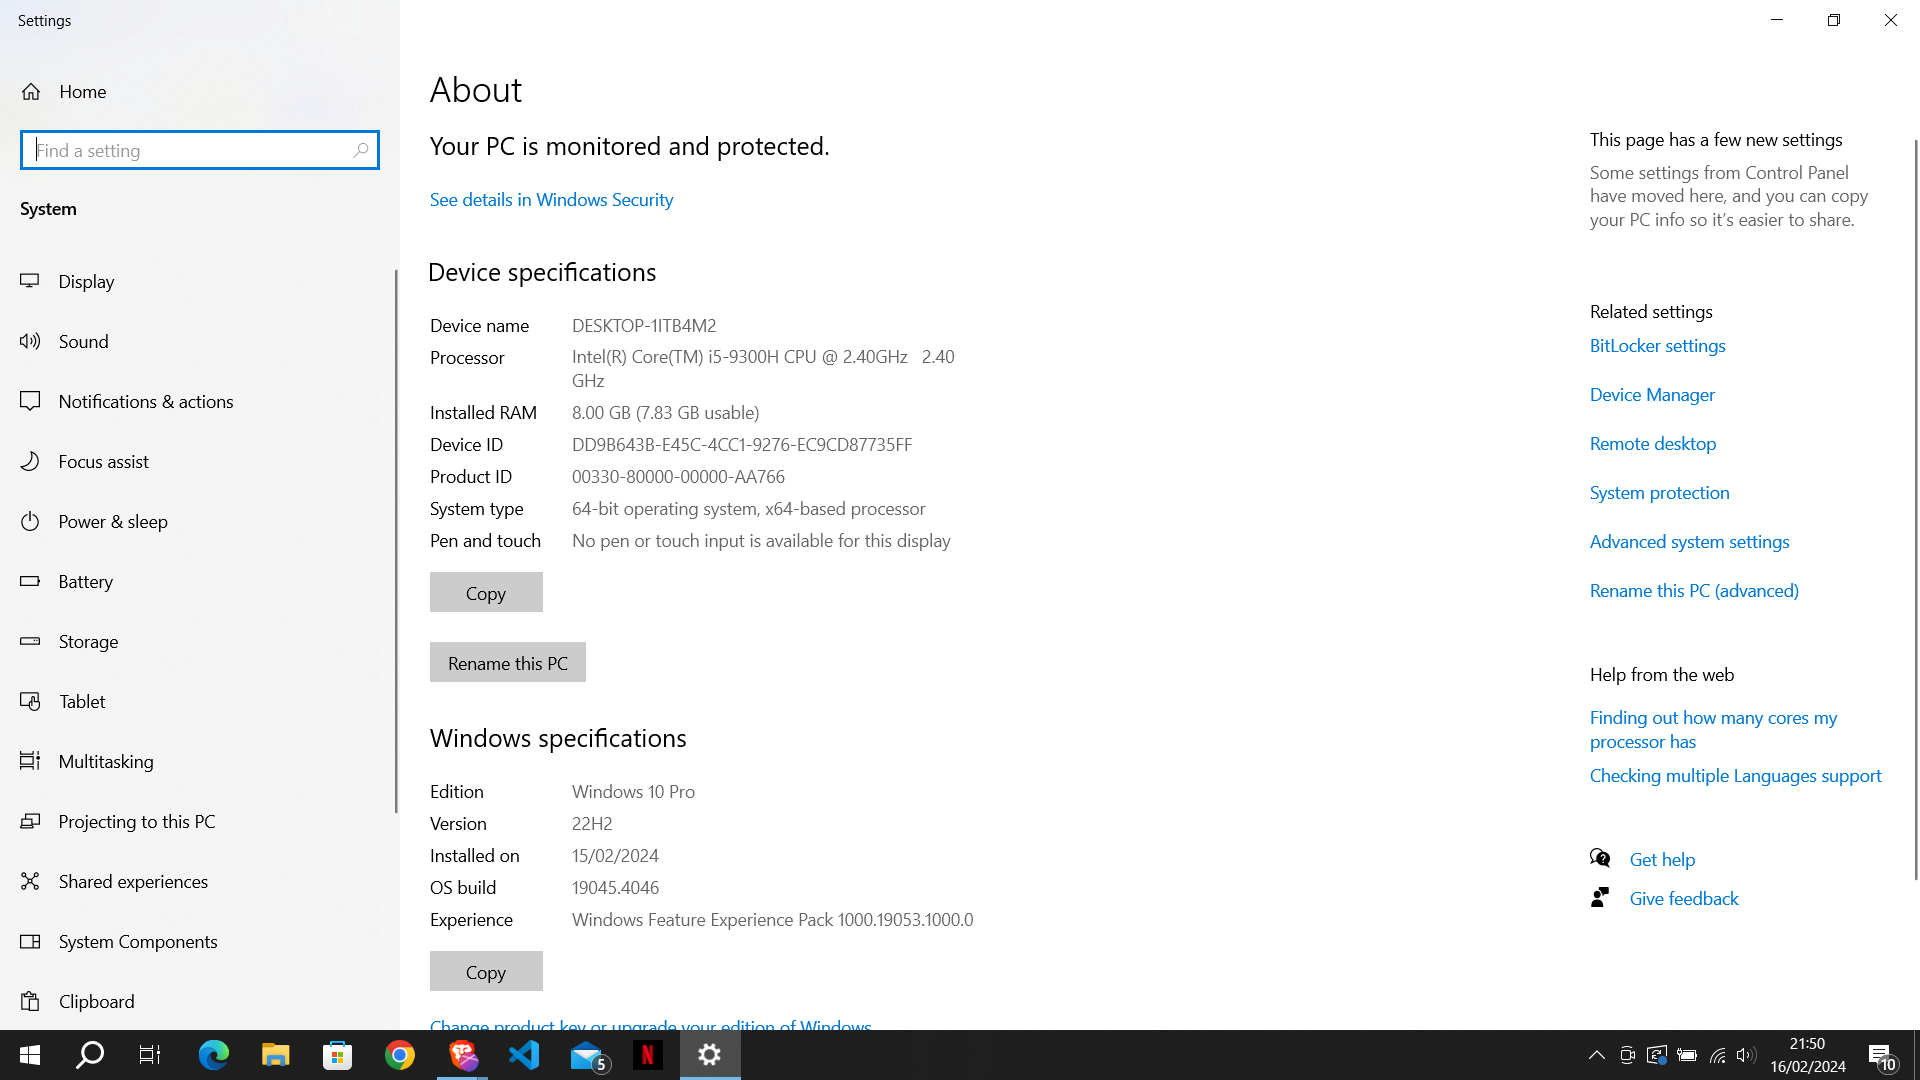 Settings
Home
Find a setting
System
Display
Sound
Notifications & actions
Focus assist
Power & sleep
Battery
Storage
Tablet
Multitasking
Projecting to this PC
Shared experiences
System Components
Clipboard
About
Your PC is monitored and protected.
See details in Windows Security
Device specifications
Device name DESKTOP-1ITB4M2
Processor Intel(R) Core(TM) i5-9300H CPU @ 2.40GHz 2.40
GHz
Installed RAM 8.00 GB (7.83 GB usable)
Device ID DD9B643B-E45C-4CC1-9276-EC9CD87735FF
Product ID 00330-80000-00000-AA766
System type 64-bit operating system, x64-based processor
Pen and touch No pen or touch input is available for this display
Copy
Rename this PC
Windows specifications
Edition Windows 10 Pro
Version 22H2
Installed on 15/02/2024
OS build 19045.4046
Experience Windows Feature Experience Pack 1000.19053.1000.0
Copy
Change product key or upgrade your edition of Windows
This page has a few new settings
Some settings from Control Panel
have moved here, and you can copy
your PC info so it's easier to share.
Related settings
BitLocker settings
Device Manager
Remote desktop
System protection
Advanced system settings
Rename this PC (advanced)
Help from the web
Finding out how many cores my
processor has
Checking multiple Languages support
Get help
Give feedback
5
N
21:50
16/02/2024
10